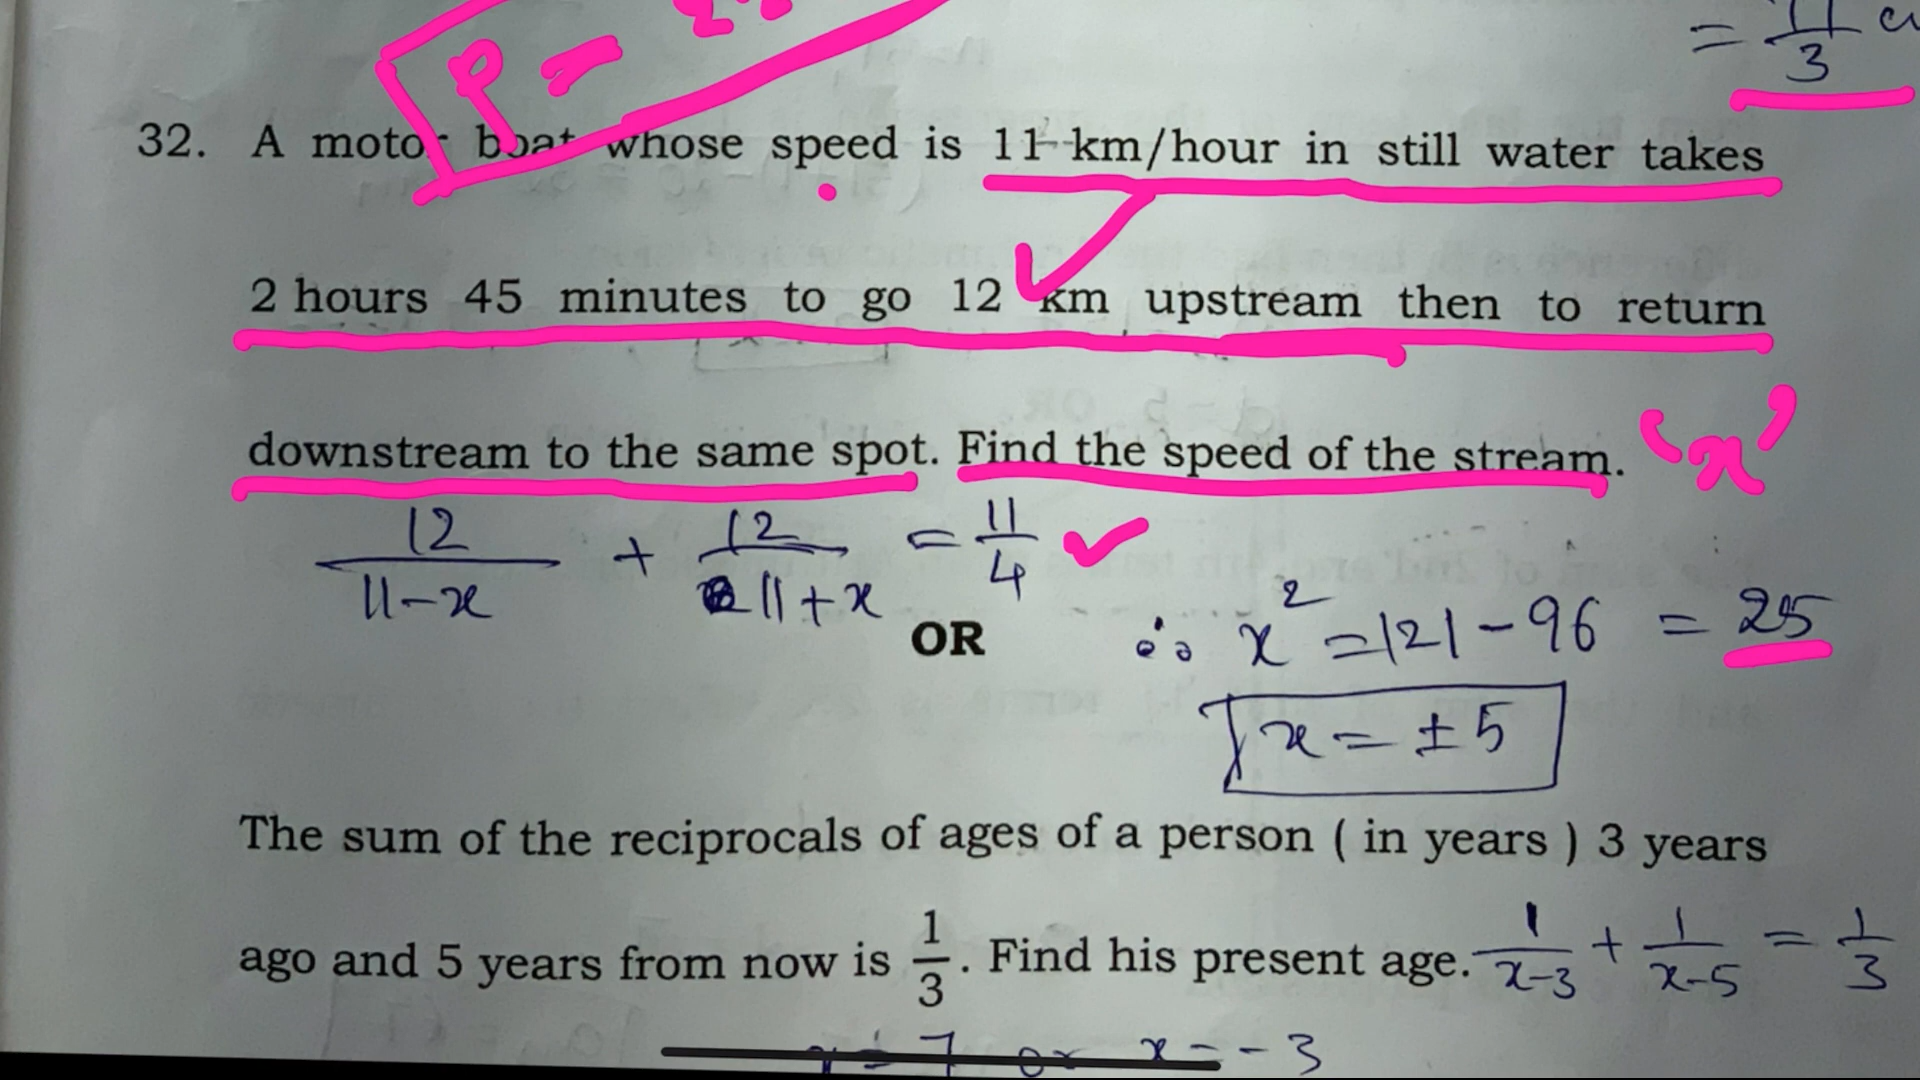 P =
= 11/3
32. A motor boat whose speed is 11 km/hour in still water takes
2 hours 45 minutes to go 12 km upstream then to return
downstream to the same spot. Find the speed of the stream. 'x'
12/(11-x) + 12/(11+x) = 11/4
OR
∴ x² = 121 - 96 = 25
x = ±5
The sum of the reciprocals of ages of a person ( in years ) 3 years
ago and 5 years from now is 1/3. Find his present age. 1/(x-3) + 1/(x-5) = 1/3
x = 7 or x = -3